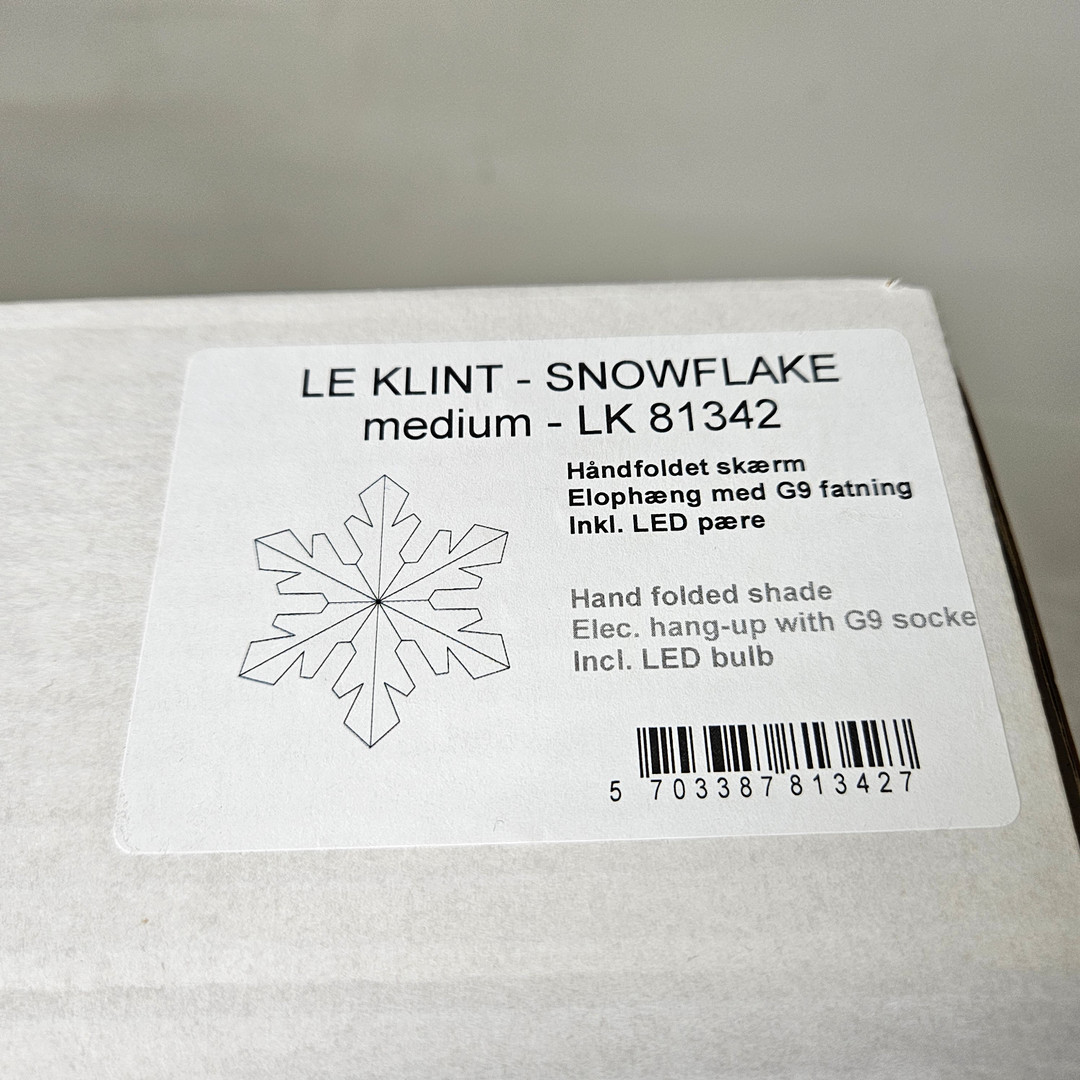 LE KLINT - SNOWFLAKE
medium - LK 81342
Håndfoldet skærm
Elophæng med G9 fatning
Inkl. LED pære
Hand folded shade
Elec. hang-up with G9 socke
Incl. LED bulb
5 703387 813427